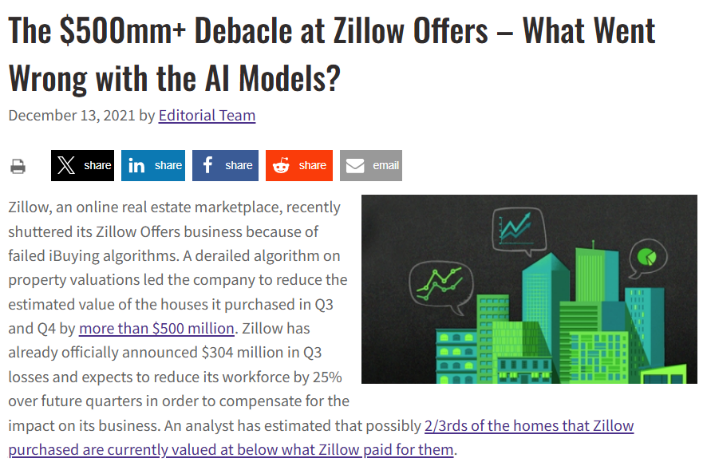 The $500mm+ Debacle at Zillow Offers – What Went
Wrong with the AI Models?
December 13, 2021 by Editorial Team
share
share
share
share
email
Zillow, an online real estate marketplace, recently
shuttered its Zillow Offers business because of
failed iBuying algorithms. A derailed algorithm on
property valuations led the company to reduce the
estimated value of the houses it purchased in Q3
and Q4 by more than $500 million. Zillow has
already officially announced $304 million in Q3
losses and expects to reduce its workforce by 25%
over future quarters in order to compensate for the
impact on its business. An analyst has estimated that possibly 2/3rds of the homes that Zillow
purchased are currently valued at below what Zillow paid for them.